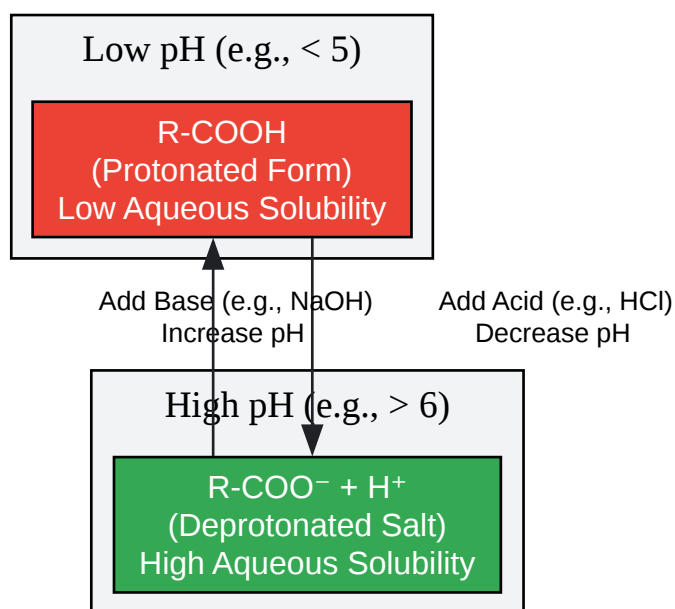 Low pH (e.g., < 5)
R-COOH
(Protonated Form)
Low Aqueous Solubility
Add Base (e.g., NaOH)
Increase pH
Add Acid (e.g., HCl)
Decrease pH
High pH (e.g., > 6)
R-COO⁻ + H⁺
(Deprotonated Salt)
High Aqueous Solubility